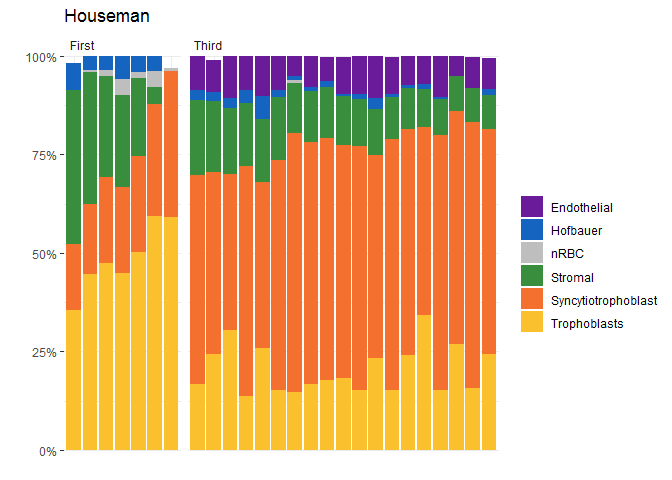 Houseman
First
Third
100%
75%
50%
25%
0%
Endothelial
Hofbauer
nRBC
Stromal
Syncytiotrophoblast
Trophoblasts